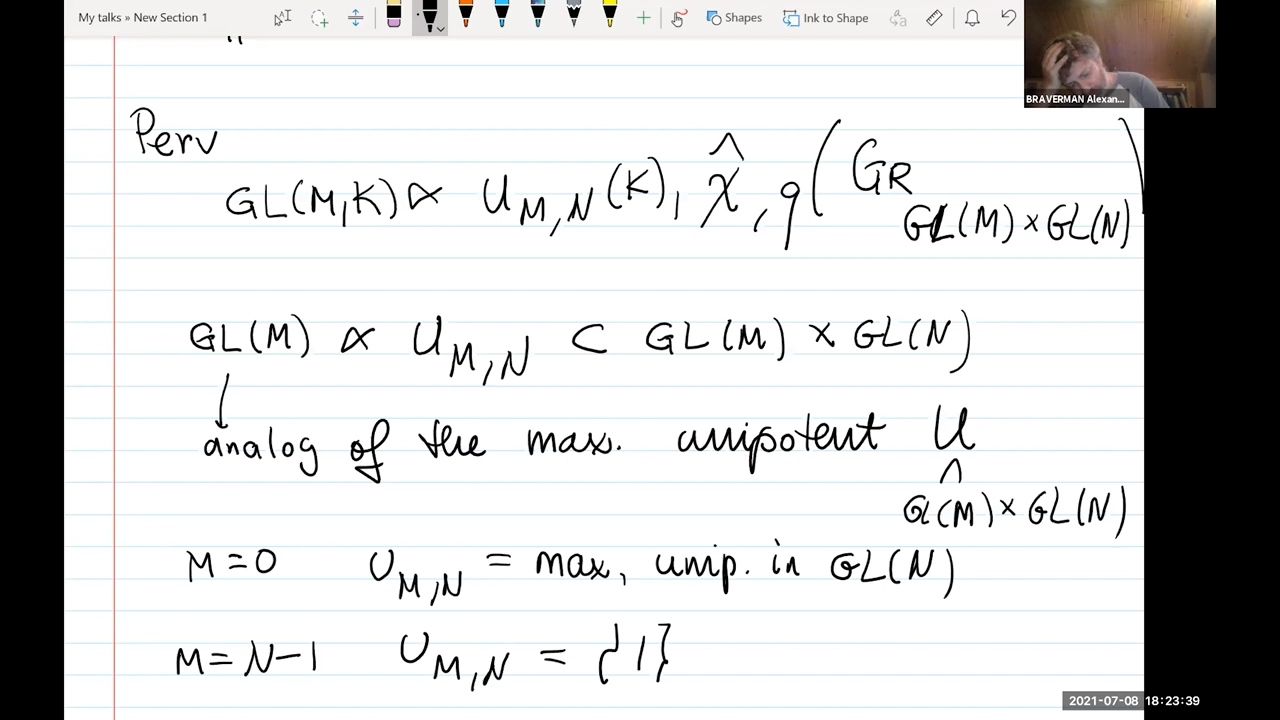 My talks » New Section 1
Shapes
Ink to Shape
BRAVERMAN Alexan...
Perv
GL(M,K) ⋉ U_{M,N}(K), χ̂, q ( Gr_{GL(M) × GL(N)}
GL(M) ⋉ U_{M,N} ⊂ GL(M) × GL(N)
↓
analog of the max. unipotent U
∩
G(M) × GL(N)
M=0 U_{M,N} = max, unip. in GL(N)
M=N-1 U_{M,N} = {1}
2021-07-08 18:23:39